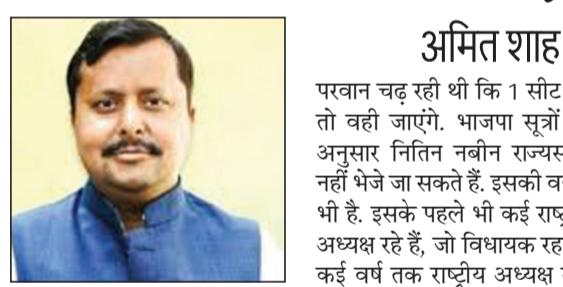 अमित शाह
परवान चढ़ रही थी कि 1 सीट
तो वही जाएंगे. भाजपा सूत्रों
अनुसार नितिन नबीन राज्यस
नहीं भेजे जा सकते हैं. इसकी व
भी है. इसके पहले भी कई राष्
अध्यक्ष रहे हैं, जो विधायक रह
कई वर्ष तक राष्ट्रीय अध्यक्ष